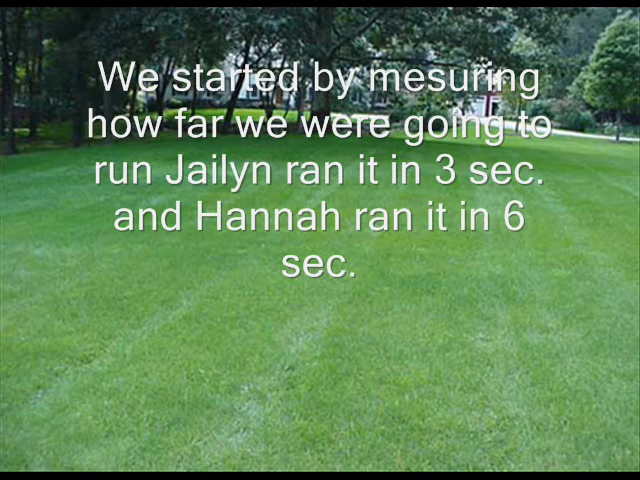 We started by mesuring
how far we were going to
run Jailyn ran it in 3 sec.
and Hannah ran it in 6
sec.